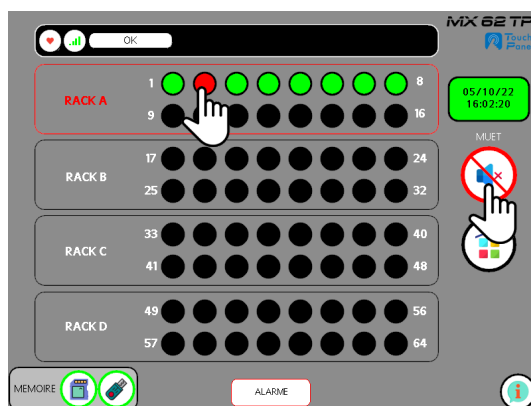 MX 62 TP
Touch
Panel
OK
1 8
RACK A
9 16
05/10/22
16:02:20
MUET
17 24
RACK B
25 32
33 40
RACK C
41 48
49 56
RACK D
57 64
MEMOIRE
ALARME
i